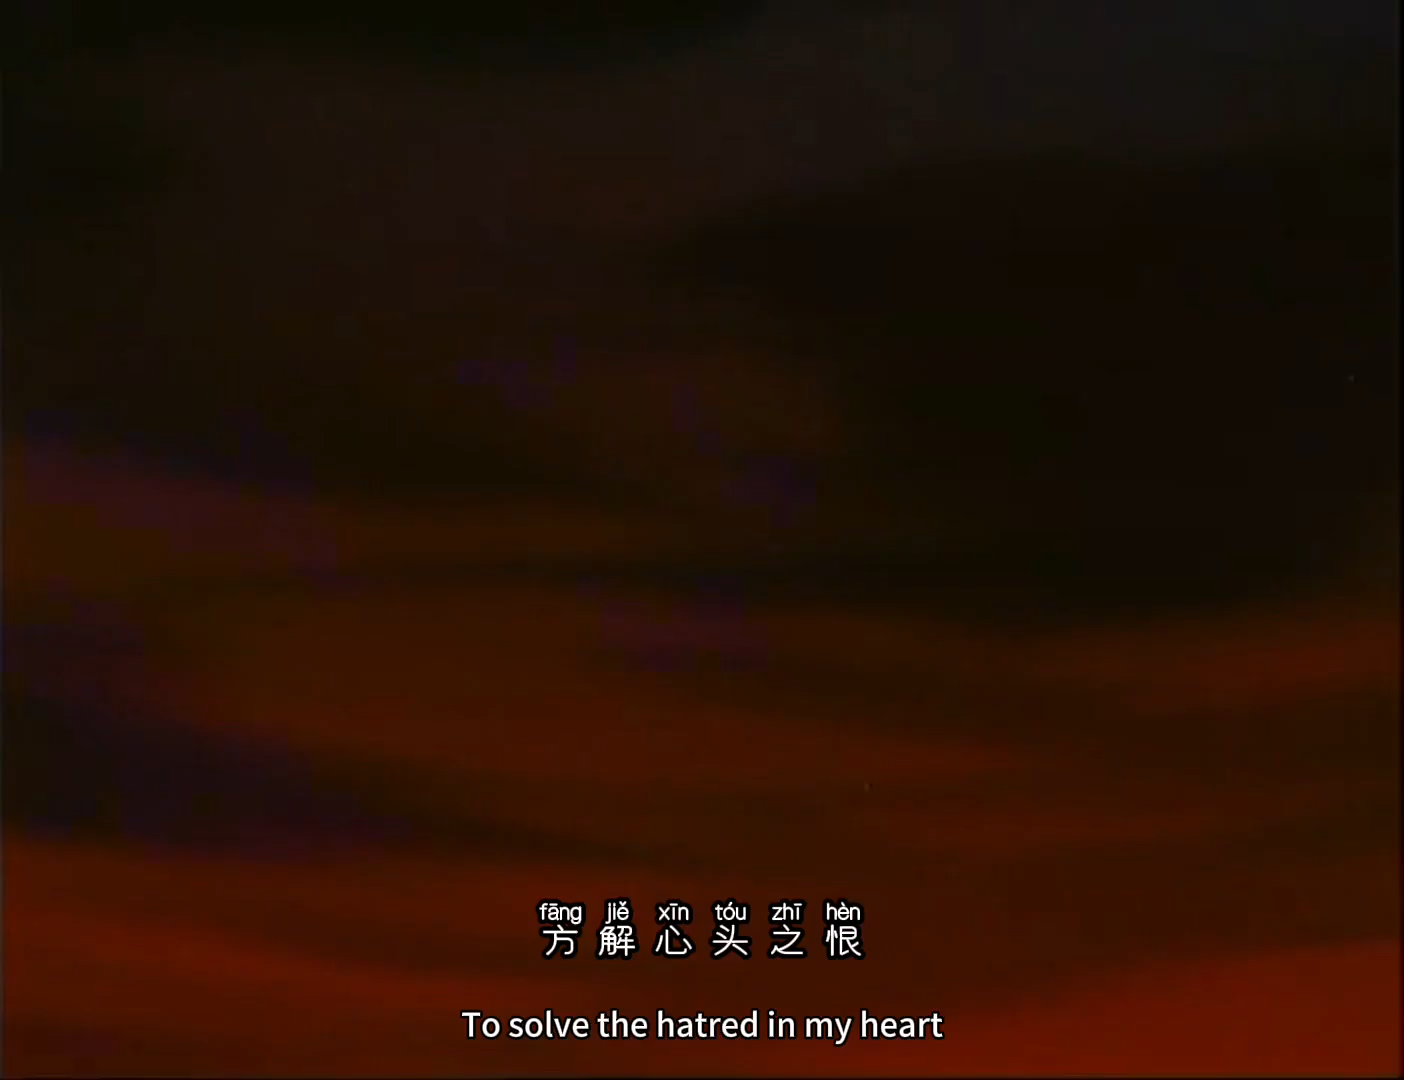 fāng jiě xīn tóu zhī hèn
方解心头之恨
To solve the hatred in my heart